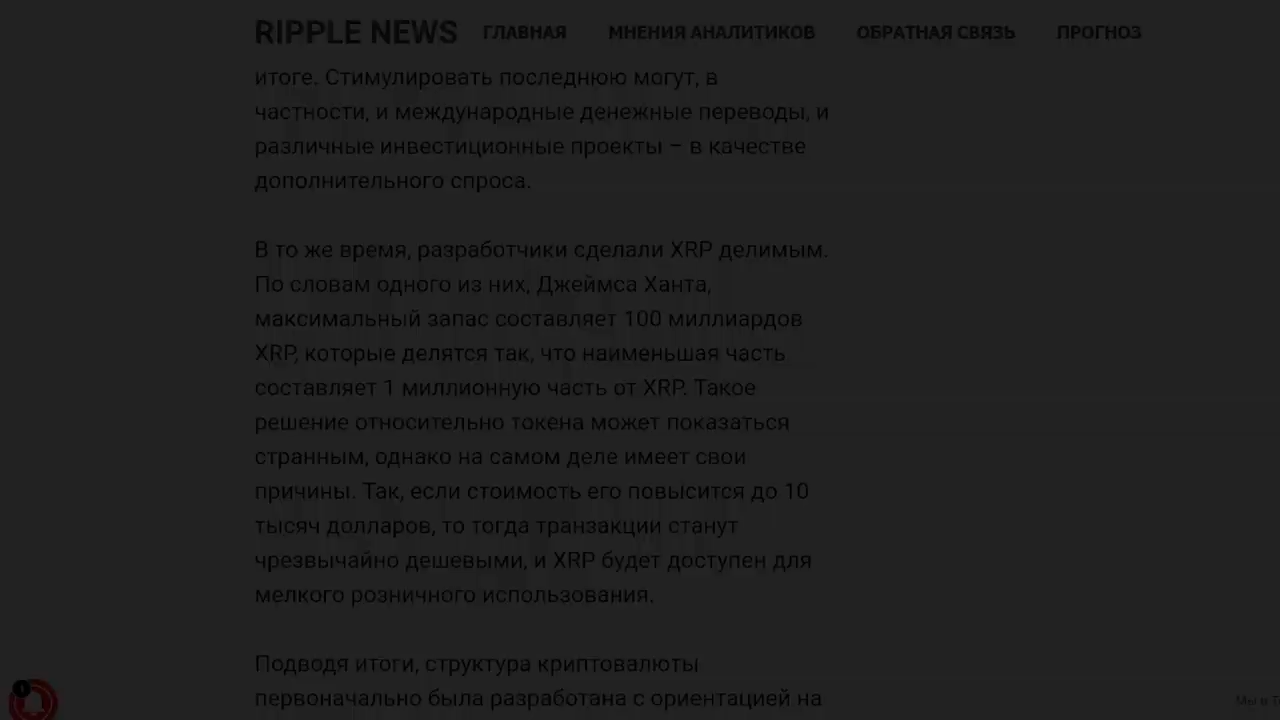 RIPPLE NEWS ГЛАВНАЯ МНЕНИЯ АНАЛИТИКОВ ОБРАТНАЯ СВЯЗЬ ПРОГНОЗ
итоге. Стимулировать последнюю могут, в
частности, и международные денежные переводы, и
различные инвестиционные проекты – в качестве
дополнительного спроса.
В то же время, разработчики сделали XRP делимым.
По словам одного из них, Джеймса Ханта,
максимальный запас составляет 100 миллиардов
XRP, которые делятся так, что наименьшая часть
составляет 1 миллионную часть от XRP. Такое
решение относительно токена может показаться
странным, однако на самом деле имеет свои
причины. Так, если стоимость его повысится до 10
тысяч долларов, то тогда транзакции станут
чрезвычайно дешевыми, и XRP будет доступен для
мелкого розничного использования.
Подводя итоги, структура криптовалюты
первоначально была разработана с ориентацией на
1
Мы в Т